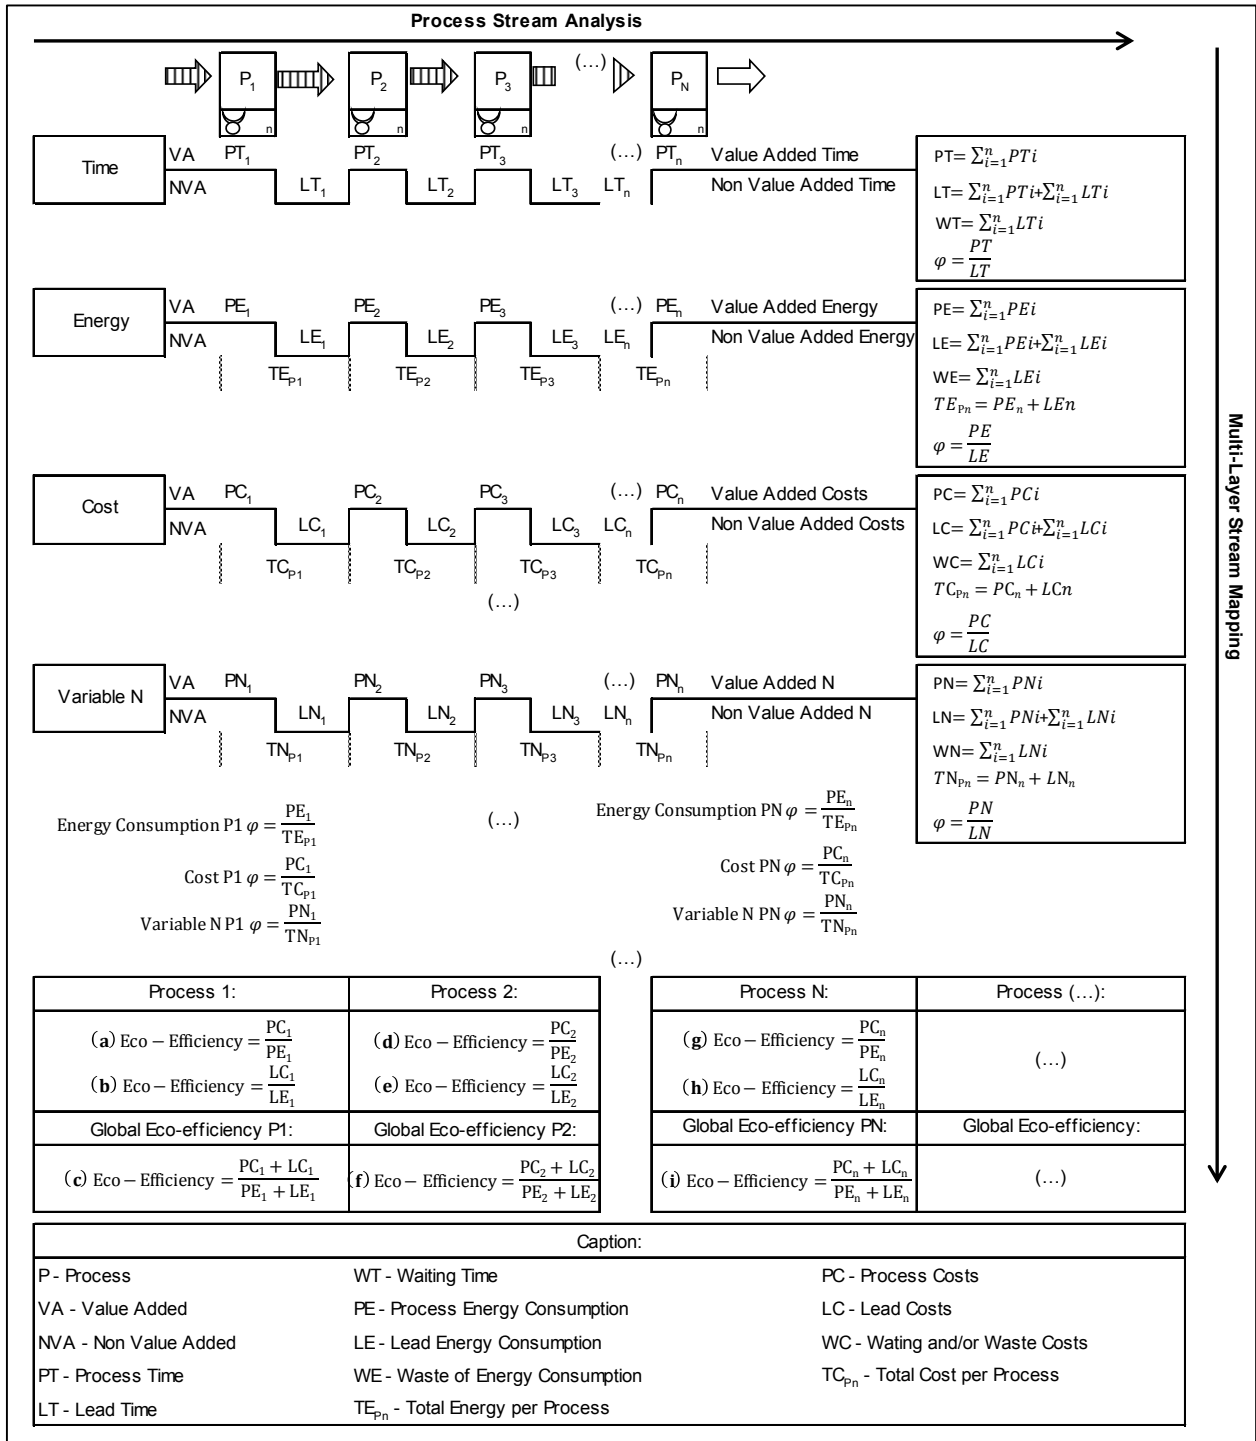 Process Stream Analysis
P1 P2 P3 (...) PN
n n n n
Time VA PT1 PT2 PT3 (...) PTn Value Added Time
NVA LT1 LT2 LT3 LTn Non Value Added Time
PT= ∑_{i=1}^{n} PTi
LT= ∑_{i=1}^{n} PTi+∑_{i=1}^{n} LTi
WT= ∑_{i=1}^{n} LTi
φ = PT/LT
Energy VA PE1 PE2 PE3 (...) PEn Value Added Energy
NVA LE1 LE2 LE3 LEn Non Value Added Energy
TEP1 TEP2 TEP3 TEPn
PE= ∑_{i=1}^{n} PEi
LE= ∑_{i=1}^{n} PEi+∑_{i=1}^{n} LEi
WE= ∑_{i=1}^{n} LEi
TEPn = PEn + LEn
φ = PE/LE
Cost VA PC1 PC2 PC3 (...) PCn Value Added Costs
NVA LC1 LC2 LC3 LCn Non Value Added Costs
TCP1 TCP2 TCP3 TCPn
(...)
PC= ∑_{i=1}^{n} PCi
LC= ∑_{i=1}^{n} PCi+∑_{i=1}^{n} LCi
WC= ∑_{i=1}^{n} LCi
TCPn = PCn + LCn
φ = PC/LC
Variable N VA PN1 PN2 PN3 (...) PNn Value Added N
NVA LN1 LN2 LN3 LNn Non Value Added N
TNP1 TNP2 TNP3 TNPn
PN= ∑_{i=1}^{n} PNi
LN= ∑_{i=1}^{n} PNi+∑_{i=1}^{n} LNi
WN= ∑_{i=1}^{n} LNi
TNPn = PNn + LNn
φ = PN/LN
Multi-Layer Stream Mapping
Energy Consumption P1 φ = PE1/TEP1 (...) Energy Consumption PN φ = PEn/TEPn
Cost P1 φ = PC1/TCP1 Cost PN φ = PCn/TCPn
Variable N P1 φ = PN1/TNP1 Variable N PN φ = PNn/TNPn
(...)
Process 1: Process 2: Process N: Process (...):
(a) Eco − Efficiency = PC1/PE1 (d) Eco − Efficiency = PC2/PE2 (g) Eco − Efficiency = PCn/PEn (...)
(b) Eco − Efficiency = LC1/LE1 (e) Eco − Efficiency = LC2/LE2 (h) Eco − Efficiency = LCn/LEn
Global Eco-efficiency P1: Global Eco-efficiency P2: Global Eco-efficiency PN: Global Eco-efficiency:
(c) Eco − Efficiency = (PC1 + LC1)/(PE1 + LE1) (f) Eco − Efficiency = (PC2 + LC2)/(PE2 + LE2) (i) Eco − Efficiency = (PCn + LCn)/(PEn + LEn) (...)
Caption:
P - Process WT - Waiting Time PC - Process Costs
VA - Value Added PE - Process Energy Consumption LC - Lead Costs
NVA - Non Value Added LE - Lead Energy Consumption WC - Wating and/or Waste Costs
PT - Process Time WE - Waste of Energy Consumption TCPn - Total Cost per Process
LT - Lead Time TEPn - Total Energy per Process